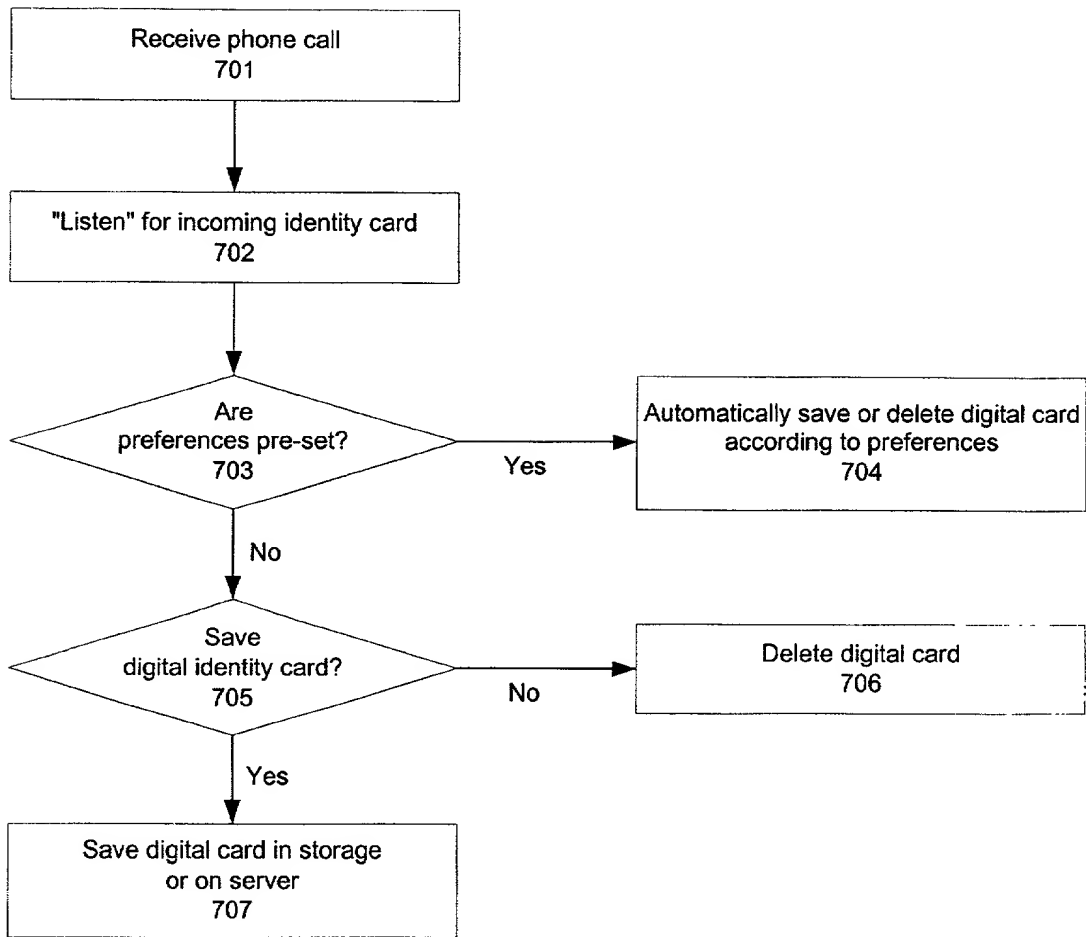 Receive phone call
701
"Listen" for incoming identity card
702
Are
preferences pre-set?
703
Yes
Automatically save or delete digital card
according to preferences
704
No
Save
digital identity card?
705
No
Delete digital card
706
Yes
Save digital card in storage
or on server
707